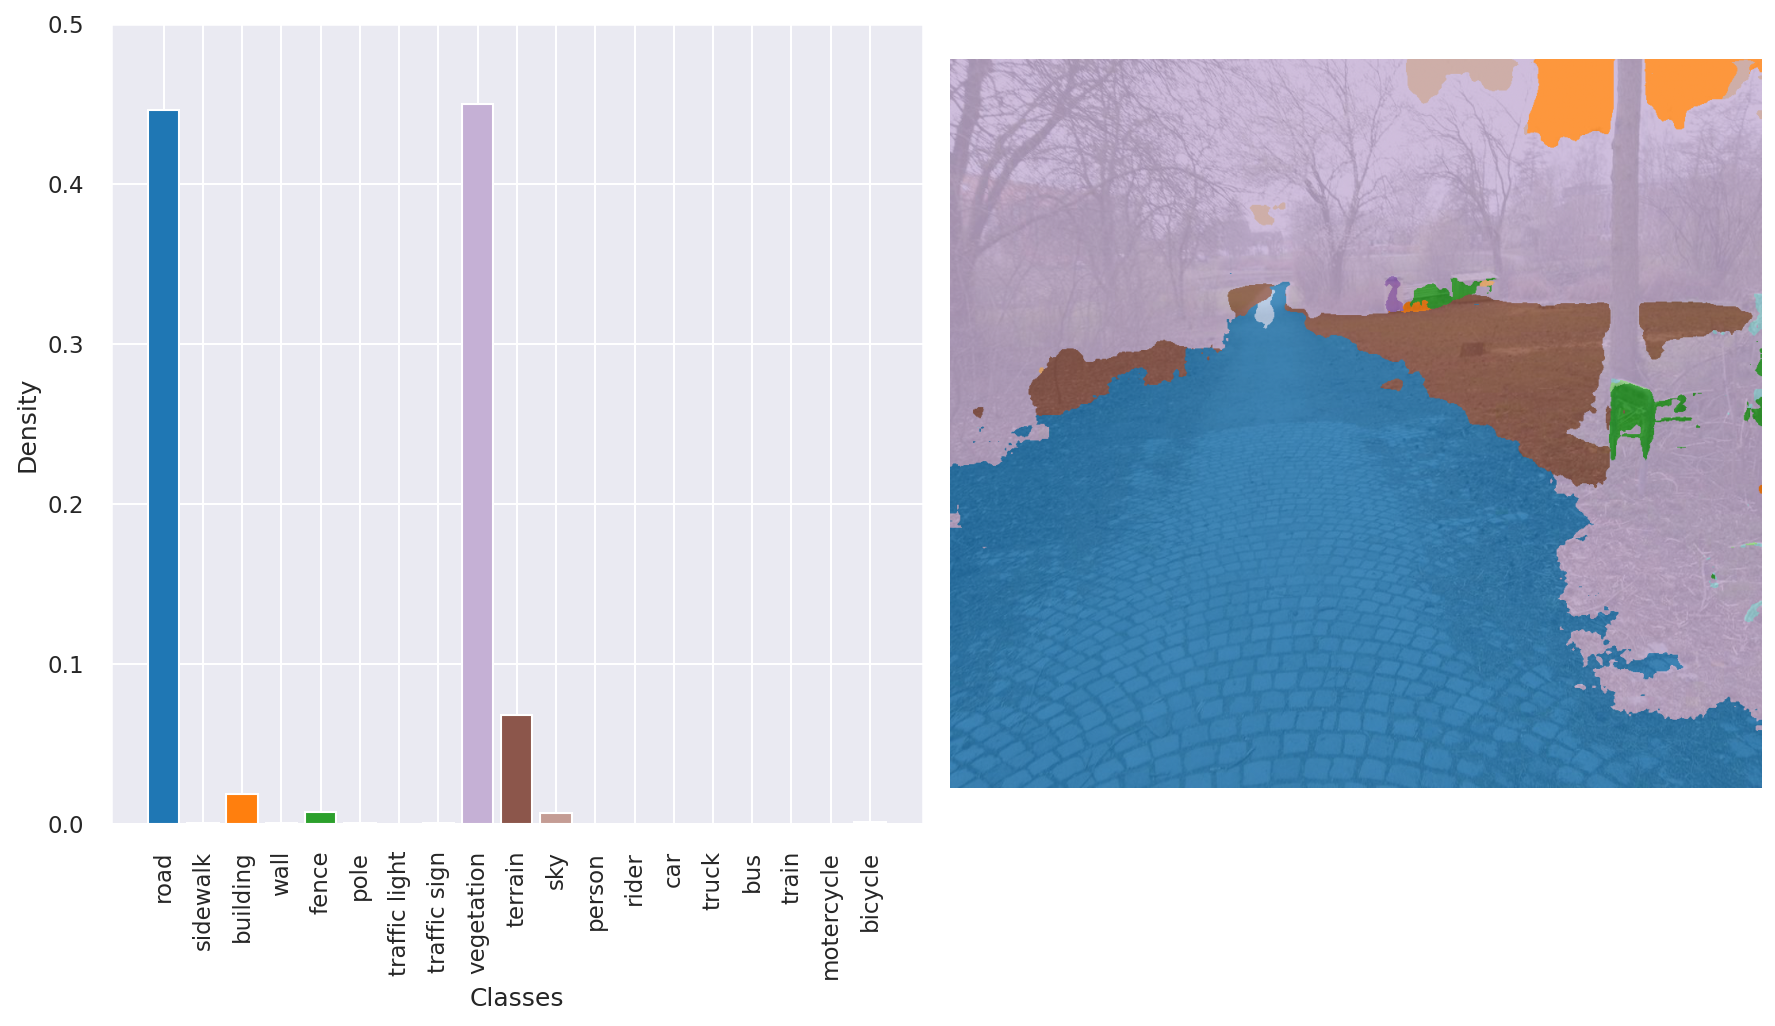 0.5
0.4
0.3
0.2
0.1
0.0
Density
road
sidewalk
building
wall
fence
pole
traffic light
traffic sign
vegetation
terrain
sky
person
rider
car
truck
bus
train
motercycle
bicycle
Classes